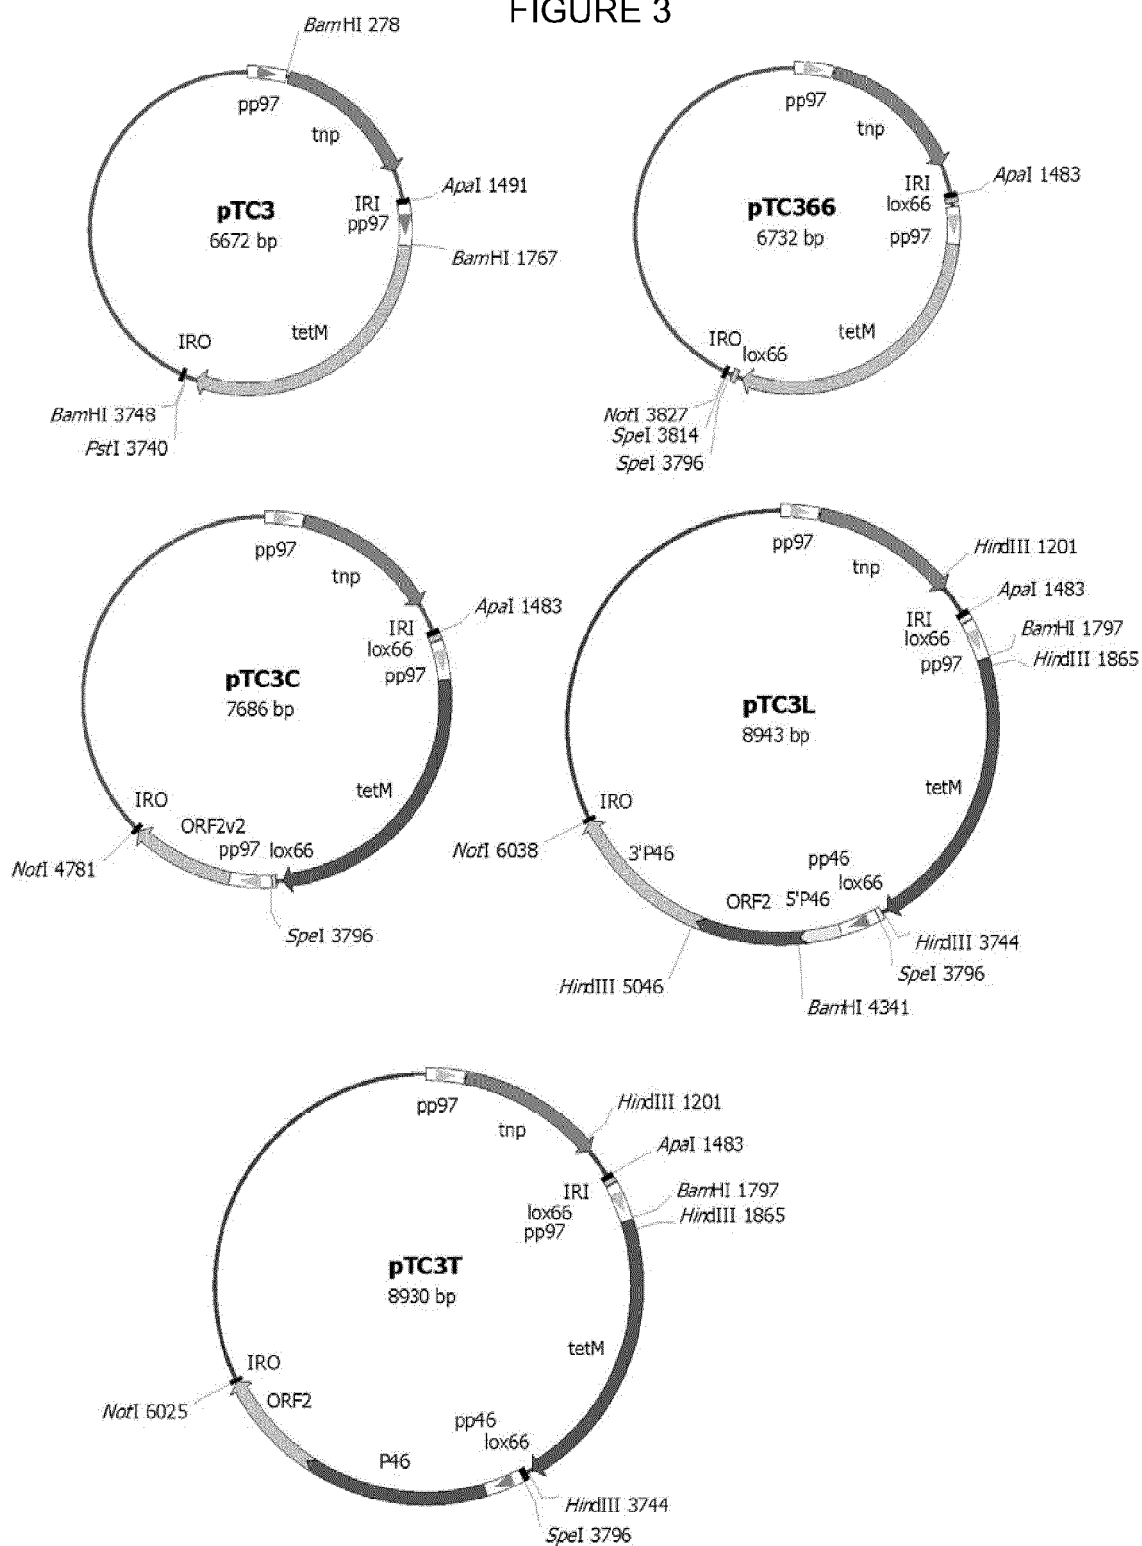 FIGURE 3
BamHI 278
pp97
tnp
ApaI 1491
IRI
pp97
pTC3
6672 bp
BamHI 1767
tetM
IRO
BamHI 3748
PstI 3740
pp97
tnp
ApaI 1483
IRI
lox66
pp97
pTC366
6732 bp
tetM
IRO
lox66
NotI 3827
SpeI 3814
SpeI 3796
pp97
tnp
ApaI 1483
IRI
lox66
pp97
pTC3C
7686 bp
tetM
IRO
ORF2v2
pp97 lox66
NotI 4781
SpeI 3796
pp97
tnp
HindIII 1201
ApaI 1483
IRI
lox66
pp97
BamHI 1797
HindIII 1865
pTC3L
8943 bp
tetM
IRO
NotI 6038
3'P46
pp46
lox66
ORF2 5'P46
HindIII 3744
SpeI 3796
HindIII 5046
BamHI 4341
pp97
tnp
HindIII 1201
ApaI 1483
IRI
lox66
pp97
BamHI 1797
HindIII 1865
pTC3T
8930 bp
tetM
IRO
ORF2
NotI 6025
pp46
lox66
P46
HindIII 3744
SpeI 3796